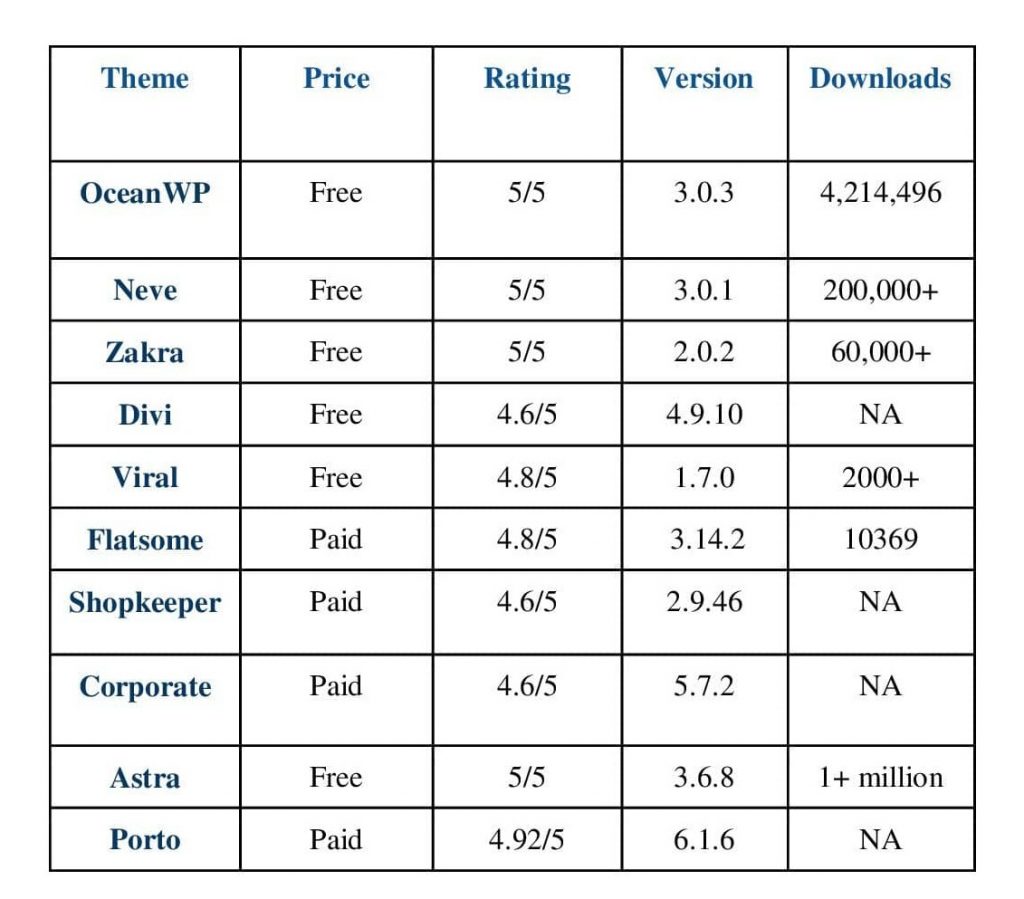 Theme Price Rating Version Downloads
OceanWP Free 5/5 3.0.3 4,214,496
Neve Free 5/5 3.0.1 200,000+
Zakra Free 5/5 2.0.2 60,000+
Divi Free 4.6/5 4.9.10 NA
Viral Free 4.8/5 1.7.0 2000+
Flatsome Paid 4.8/5 3.14.2 10369
Shopkeeper Paid 4.6/5 2.9.46 NA
Corporate Paid 4.6/5 5.7.2 NA
Astra Free 5/5 3.6.8 1+ million
Porto Paid 4.92/5 6.1.6 NA